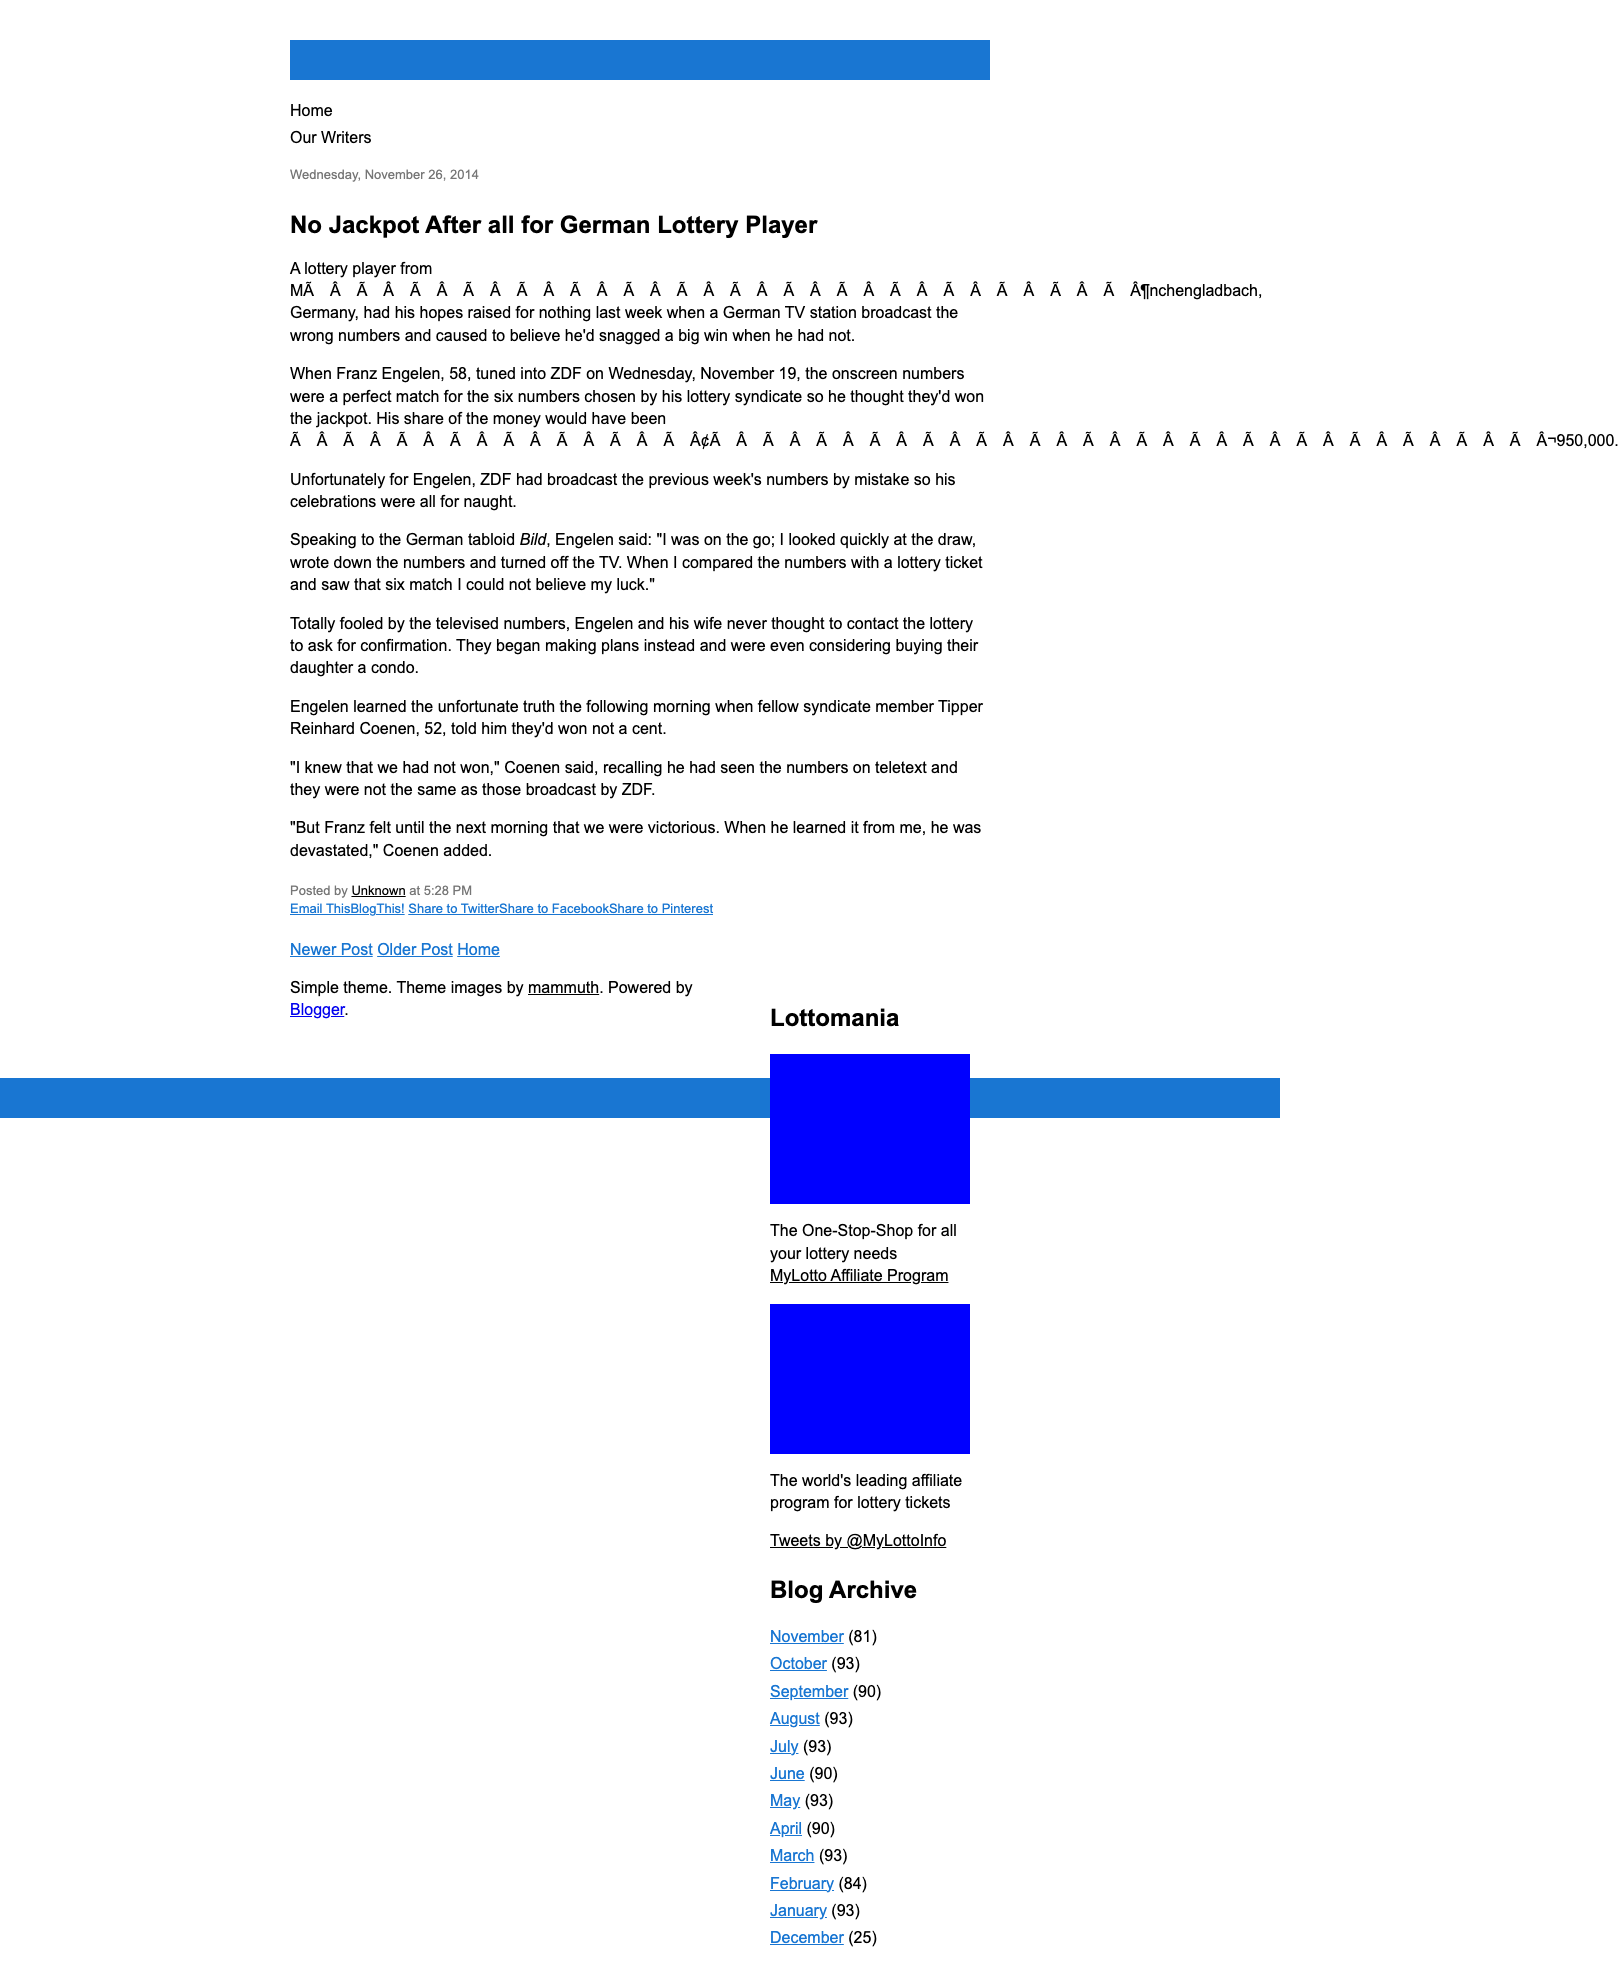 Home
Our Writers
Wednesday, November 26, 2014
No Jackpot After all for German Lottery Player
A lottery player from
MÃ Â Ã Â Ã Â Ã Â Ã Â Ã Â Ã Â Ã Â Ã Â Ã Â Ã Â Ã Â Ã Â Ã Â Ã Â Ã Â¶nchengladbach,
Germany, had his hopes raised for nothing last week when a German TV station broadcast the
wrong numbers and caused to believe he'd snagged a big win when he had not.
When Franz Engelen, 58, tuned into ZDF on Wednesday, November 19, the onscreen numbers
were a perfect match for the six numbers chosen by his lottery syndicate so he thought they'd won
the jackpot. His share of the money would have been
Ã Â Ã Â Ã Â Ã Â Ã Â Ã Â Ã Â Ã Â¢Ã Â Ã Â Ã Â Ã Â Ã Â Ã Â Ã Â Ã Â Ã Â Ã Â Ã Â Ã Â Ã Â Ã Â Ã Â¬950,000.
Unfortunately for Engelen, ZDF had broadcast the previous week's numbers by mistake so his
celebrations were all for naught.
Speaking to the German tabloid Bild, Engelen said: "I was on the go; I looked quickly at the draw,
wrote down the numbers and turned off the TV. When I compared the numbers with a lottery ticket
and saw that six match I could not believe my luck."
Totally fooled by the televised numbers, Engelen and his wife never thought to contact the lottery
to ask for confirmation. They began making plans instead and were even considering buying their
daughter a condo.
Engelen learned the unfortunate truth the following morning when fellow syndicate member Tipper
Reinhard Coenen, 52, told him they'd won not a cent.
"I knew that we had not won," Coenen said, recalling he had seen the numbers on teletext and
they were not the same as those broadcast by ZDF.
"But Franz felt until the next morning that we were victorious. When he learned it from me, he was
devastated," Coenen added.
Posted by Unknown at 5:28 PM
Email ThisBlogThis! Share to TwitterShare to FacebookShare to Pinterest
Newer Post Older Post Home
Simple theme. Theme images by mammuth. Powered by
Blogger.
Lottomania
The One-Stop-Shop for all
your lottery needs
MyLotto Affiliate Program
The world's leading affiliate
program for lottery tickets
Tweets by @MyLottoInfo
Blog Archive
November (81)
October (93)
September (90)
August (93)
July (93)
June (90)
May (93)
April (90)
March (93)
February (84)
January (93)
December (25)